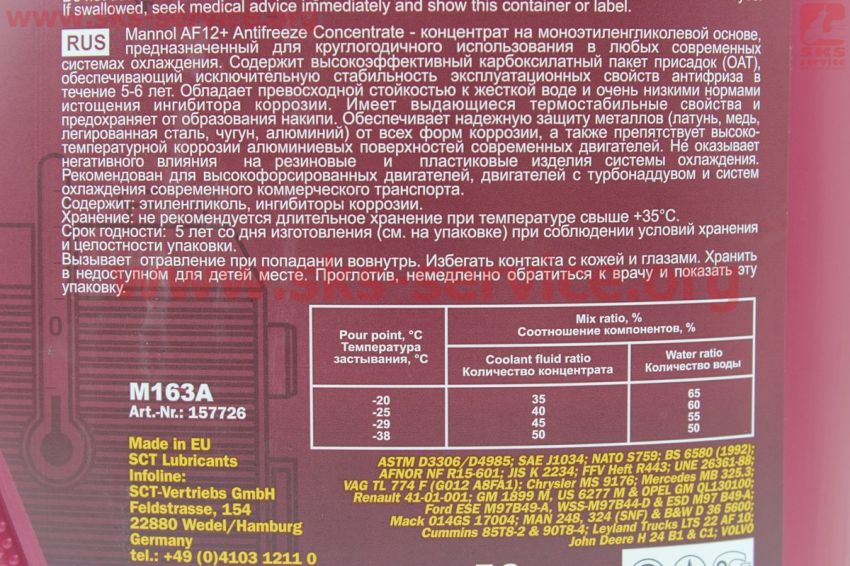 If swallowed, seek medical advice immediately and show this container or label.
RUS Mannol AF12+ Antifreeze Concentrate - концентрат на моноэтиленгликолевой основе,
предназначенный для круглогодичного использования в любых современных
системах охлаждения. Содержит высокоэффективный карбоксилатный пакет присадок (OAT),
обеспечивающий исключительную стабильность эксплуатационных свойств антифриза в
течение 5-6 лет. Обладает превосходной стойкостью к жесткой воде и очень низкими нормами
истощения ингибитора коррозии. Имеет выдающиеся термостабильные свойства и
предохраняет от образования накипи. Обеспечивает надежную защиту металлов (латунь, медь,
легированная сталь, чугун, алюминий) от всех форм коррозии, а также препятствует высоко-
температурной коррозии алюминиевых поверхностей современных двигателей. Не оказывает
негативного влияния на резиновые и пластиковые изделия системы охлаждения.
Рекомендован для высокофорсированных двигателей, двигателей с турбонаддувом и систем
охлаждения современного коммерческого транспорта.
Содержит: этиленгликоль, ингибиторы коррозии.
Хранение: не рекомендуется длительное хранение при температуре свыше +35°C.
Срок годности: 5 лет со дня изготовления (см. на упаковке) при соблюдении условий хранения
и целостности упаковки.
Вызывает отравление при попадании вовнутрь. Избегать контакта с кожей и глазами. Хранить
в недоступном для детей месте. Проглотив, немедленно обратиться к врачу и показать эту
упаковку.
www.sks-service.org
Pour point, °C
Температура
застывания, °C
Mix ratio, %
Соотношение компонентов, %
Coolant fluid ratio
Количество концентрата
Water ratio
Количество воды
-20 35 65
-25 40 60
-29 45 55
-38 50 50
M163A
Art.-Nr.: 157726
Made in EU
SCT Lubricants
Infoline:
SCT-Vertriebs GmbH
Feldstrasse, 154
22880 Wedel/Hamburg
Germany
tel.: +49 (0)4103 1211 0
ASTM D3306/D4985; SAE J1034; NATO S759; BS 6580 (1992);
AFNOR NF R15-601; JIS K 2234; FFV Heft R443; UNE 26361-88;
VAG TL 774 F (G012 A8FA1); Chrysler MS 9176; Mercedes MB 325.3;
Renault 41-01-001; GM 1899 M, US 6277 M & OPEL GM QL130100;
Ford ESE M97B49-A, WSS-M97B44-D & ESD M97 B49-A;
Mack 014GS 17004; MAN 248, 324 (SNF) & B&W D 36 5600;
Cummins 85T8-2 & 90T8-4; Leyland Trucks LTS 22 AF 10;
John Deere H 24 B1 & C1; VOLVO